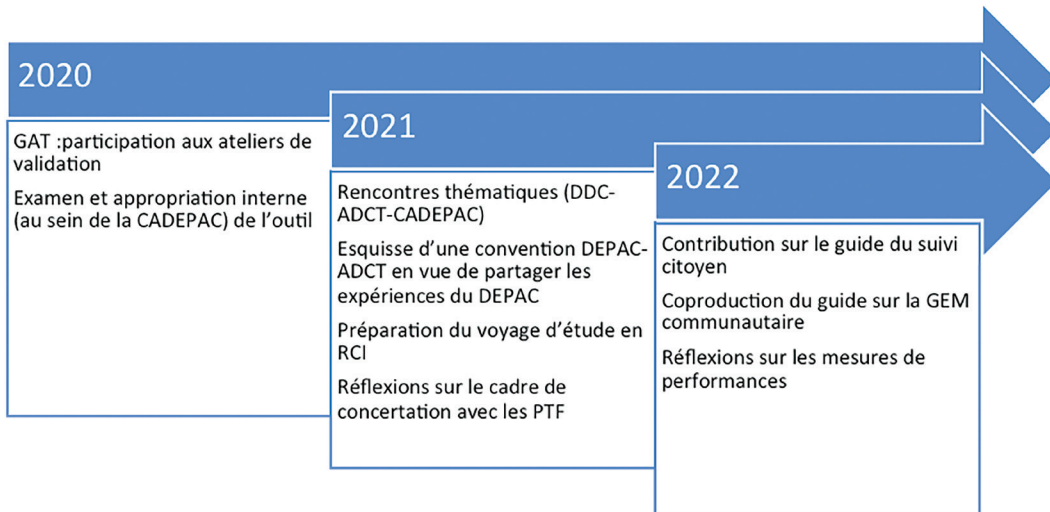 2020
GAT :participation aux ateliers de
validation
Examen et appropriation interne
(au sein de la CADEPAC) de l’outil
2021
Rencontres thématiques (DDC-
ADCT-CADEPAC)
Esquisse d’une convention DEPAC-
ADCT en vue de partager les
expériences du DEPAC
Préparation du voyage d’étude en
RCI
Réflexions sur le cadre de
concertation avec les PTF
2022
Contribution sur le guide du suivi
citoyen
Coproduction du guide sur la GEM
communautaire
Réflexions sur les mesures de
performances